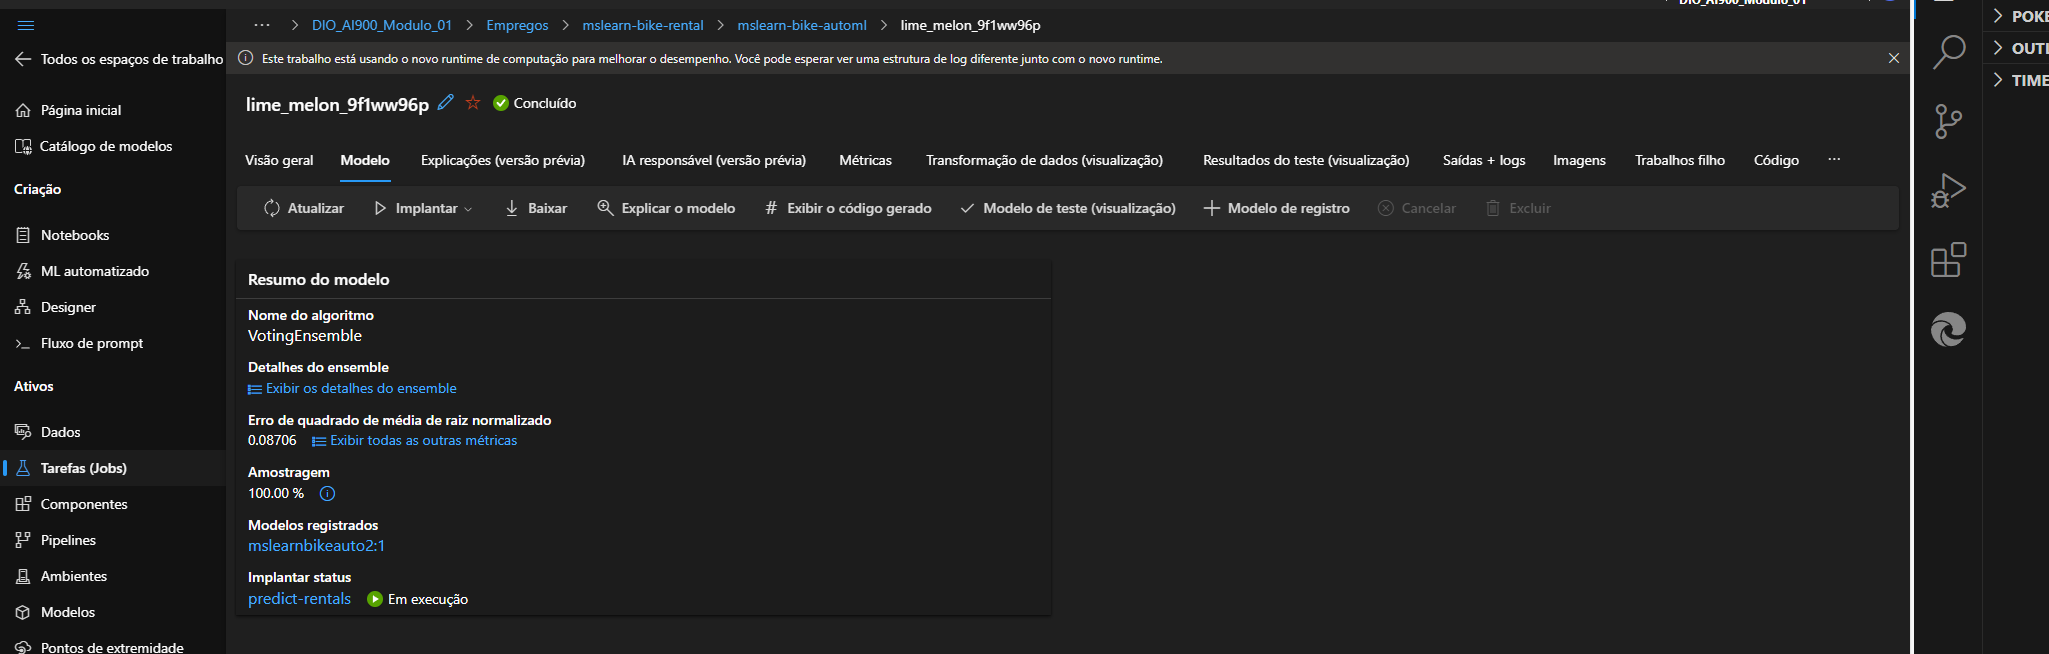 DIO_AI900_Modulo_01
··· > DIO_AI900_Modulo_01 > Empregos > mslearn-bike-rental > mslearn-bike-automl > lime_melon_9f1ww96p
Este trabalho está usando o novo runtime de computação para melhorar o desempenho. Você pode esperar ver uma estrutura de log diferente junto com o novo runtime.
lime_melon_9f1ww96p Concluído
Visão geral Modelo Explicações (versão prévia) IA responsável (versão prévia) Métricas Transformação de dados (visualização) Resultados do teste (visualização) Saídas + logs Imagens Trabalhos filho Código ···
Atualizar Implantar Baixar Explicar o modelo # Exibir o código gerado Modelo de teste (visualização) Modelo de registro Cancelar Excluir
Todos os espaços de trabalho
Página inicial
Catálogo de modelos
Criação
Notebooks
ML automatizado
Designer
Fluxo de prompt
Ativos
Dados
Tarefas (Jobs)
Componentes
Pipelines
Ambientes
Modelos
Pontos de extremidade
Resumo do modelo
Nome do algoritmo
VotingEnsemble
Detalhes do ensemble
Exibir os detalhes do ensemble
Erro de quadrado de média de raiz normalizado
0.08706 Exibir todas as outras métricas
Amostragem
100.00 %
Modelos registrados
mslearnbikeauto2:1
Implantar status
predict-rentals Em execução
POKE
OUTL
TIME